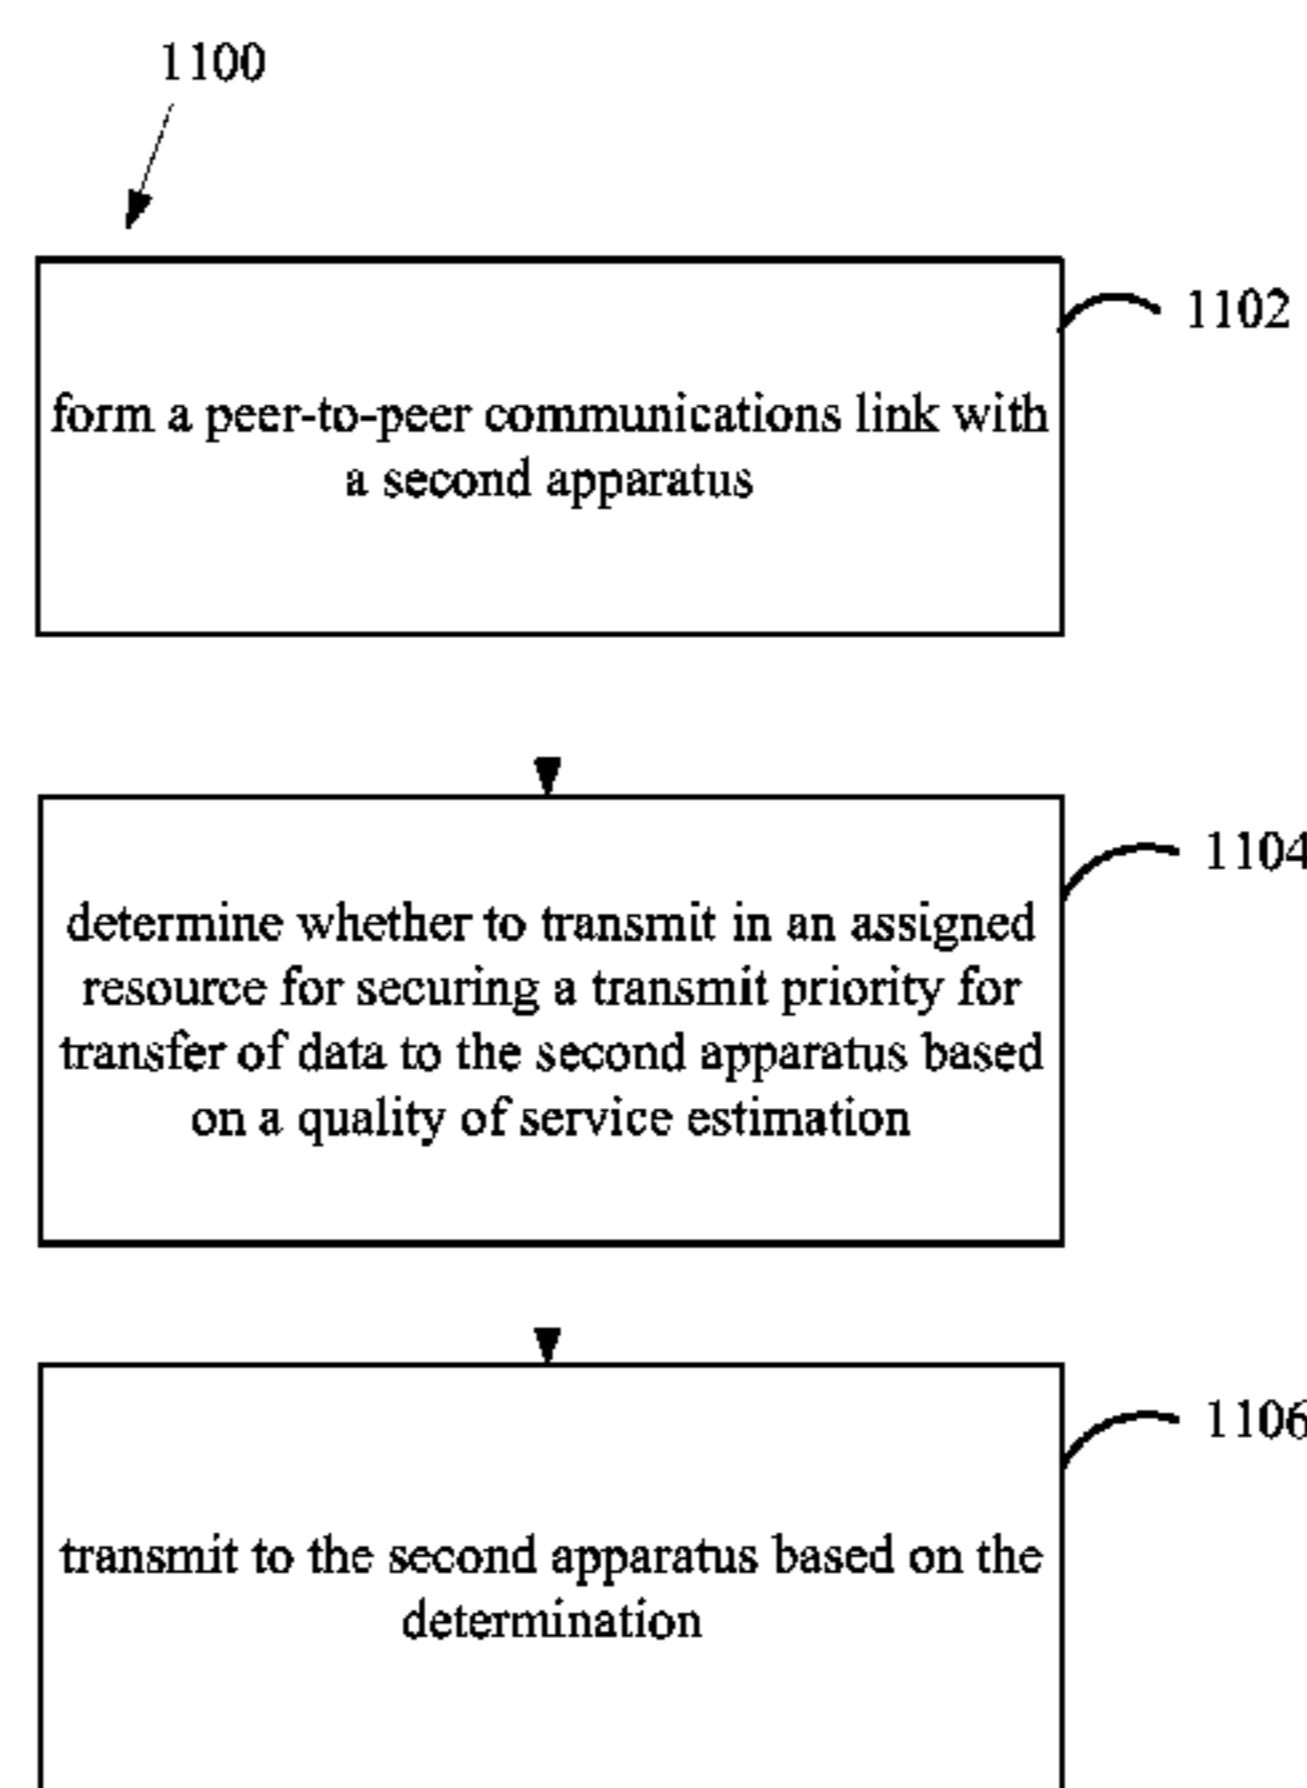 1100
1102
form a peer-to-peer communications link with
a second apparatus
1104
determine whether to transmit in an assigned
resource for securing a transmit priority for
transfer of data to the second apparatus based
on a quality of service estimation
1106
transmit to the second apparatus based on the
determination